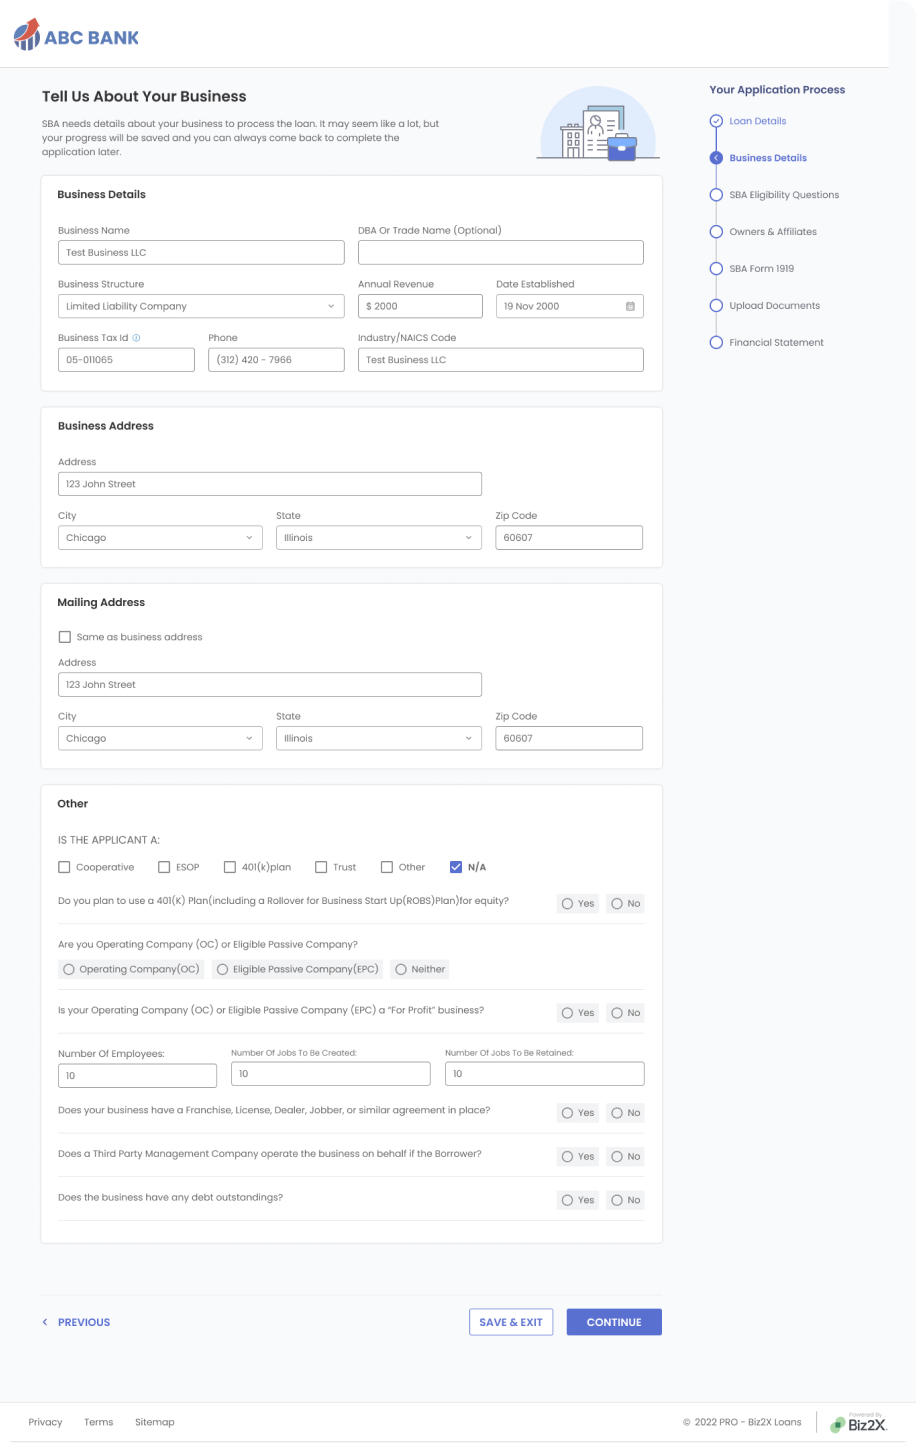 ABC BANK
Tell Us About Your Business
SBA needs details about your business to process the loan. It may seem like a lot, but
your progress will be saved and you can always come back to complete the
application later.
Your Application Process
Loan Details
Business Details
SBA Eligibility Questions
Owners & Affiliates
SBA Form 1919
Upload Documents
Financial Statement
Business Details
Business Name
DBA Or Trade Name (Optional)
Test Business LLC
Business Structure
Annual Revenue
Date Established
Limited Liability Company
$ 2000
19 Nov 2000
Business Tax Id
Phone
Industry/NAICS Code
05-011065
(312) 420 - 7966
Test Business LLC
Business Address
Address
123 John Street
City
State
Zip Code
Chicago
Illinois
60607
Mailing Address
Same as business address
Address
123 John Street
City
State
Zip Code
Chicago
Illinois
60607
Other
IS THE APPLICANT A:
Cooperative
ESOP
401(k)plan
Trust
Other
N/A
Do you plan to use a 401(K) Plan(including a Rollover for Business Start Up(ROBS)Plan)for equity?
Yes
No
Are you Operating Company (OC) or Eligible Passive Company?
Operating Company(OC)
Eligible Passive Company(EPC)
Neither
Is your Operating Company (OC) or Eligible Passive Company (EPC) a "For Profit" business?
Yes
No
Number Of Employees:
Number Of Jobs To Be Created:
Number Of Jobs To Be Retained:
10
10
10
Does your business have a Franchise, License, Dealer, Jobber, or similar agreement in place?
Yes
No
Does a Third Party Management Company operate the business on behalf if the Borrower?
Yes
No
Does the business have any debt outstandings?
Yes
No
PREVIOUS
SAVE & EXIT
CONTINUE
Privacy
Terms
Sitemap
© 2022 PRO - Biz2X Loans
Powered By
Biz2X